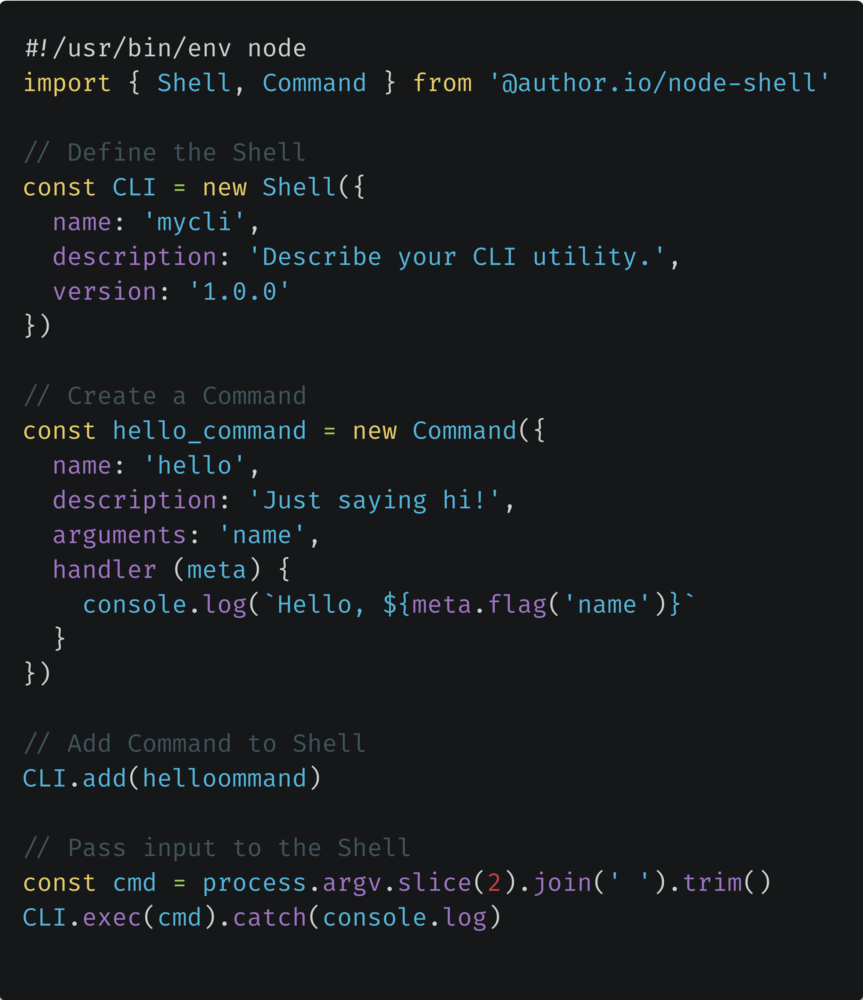 #!/usr/bin/env node
import { Shell, Command } from '@author.io/node-shell'
// Define the Shell
const CLI = new Shell({
  name: 'mycli',
  description: 'Describe your CLI utility.',
  version: '1.0.0'
})
// Create a Command
const hello_command = new Command({
  name: 'hello',
  description: 'Just saying hi!',
  arguments: 'name',
  handler (meta) {
    console.log(`Hello, ${meta.flag('name')}`
  }
})
// Add Command to Shell
CLI.add(helloommand)
// Pass input to the Shell
const cmd = process.argv.slice(2).join(' ').trim()
CLI.exec(cmd).catch(console.log)